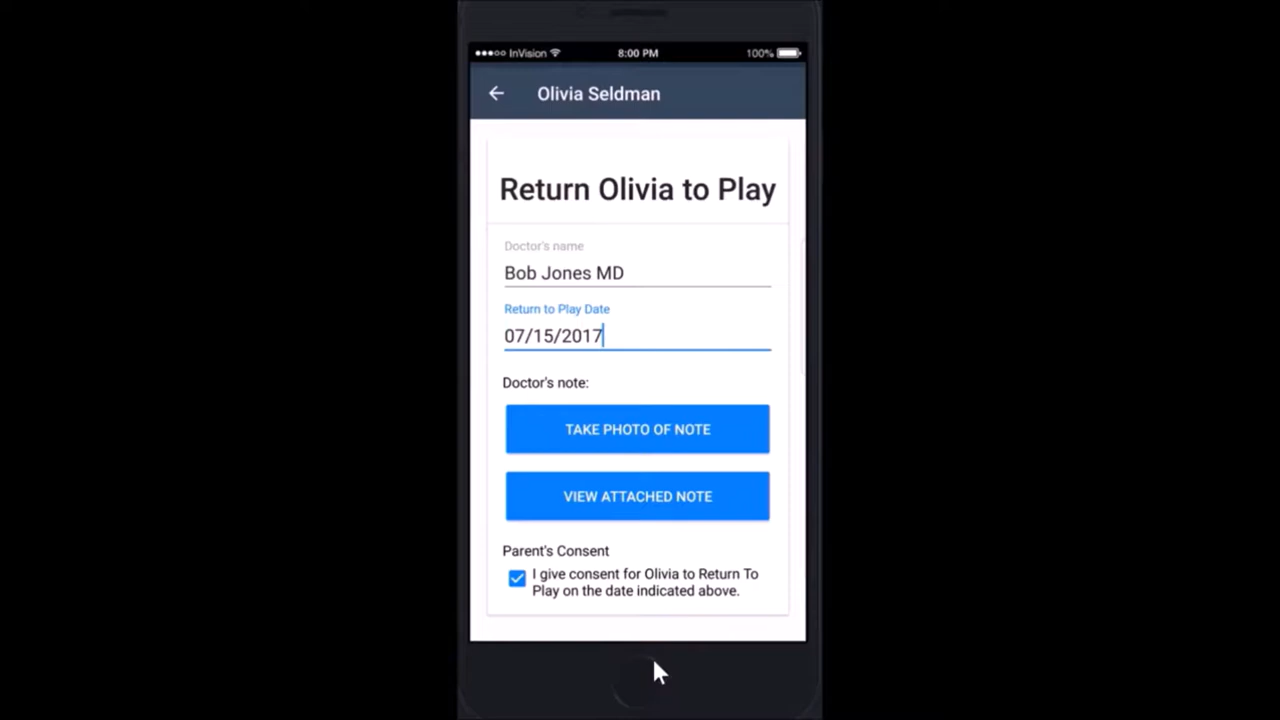 InVision 8:00 PM 100%
Olivia Seldman
Return Olivia to Play
Doctor's name
Bob Jones MD
Return to Play Date
07/15/2017
Doctor's note:
TAKE PHOTO OF NOTE
VIEW ATTACHED NOTE
Parent's Consent
I give consent for Olivia to Return To
Play on the date indicated above.